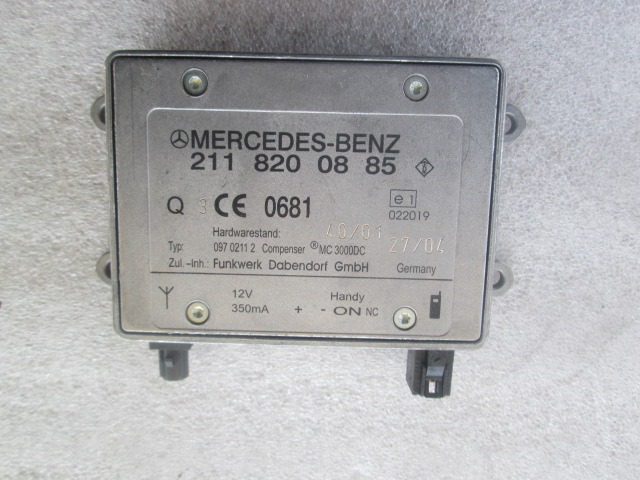 MERCEDES-BENZ
211 820 08 85
Q 3 CE 0681
e1
022019
Hardwarestand: 40/01 27/04
Typ: 097 0211 2 Compenser ® MC 3000DC
Zul.-Inh.: Funkwerk Dabendorf GmbH Germany
12V Handy
350mA + - ON NC